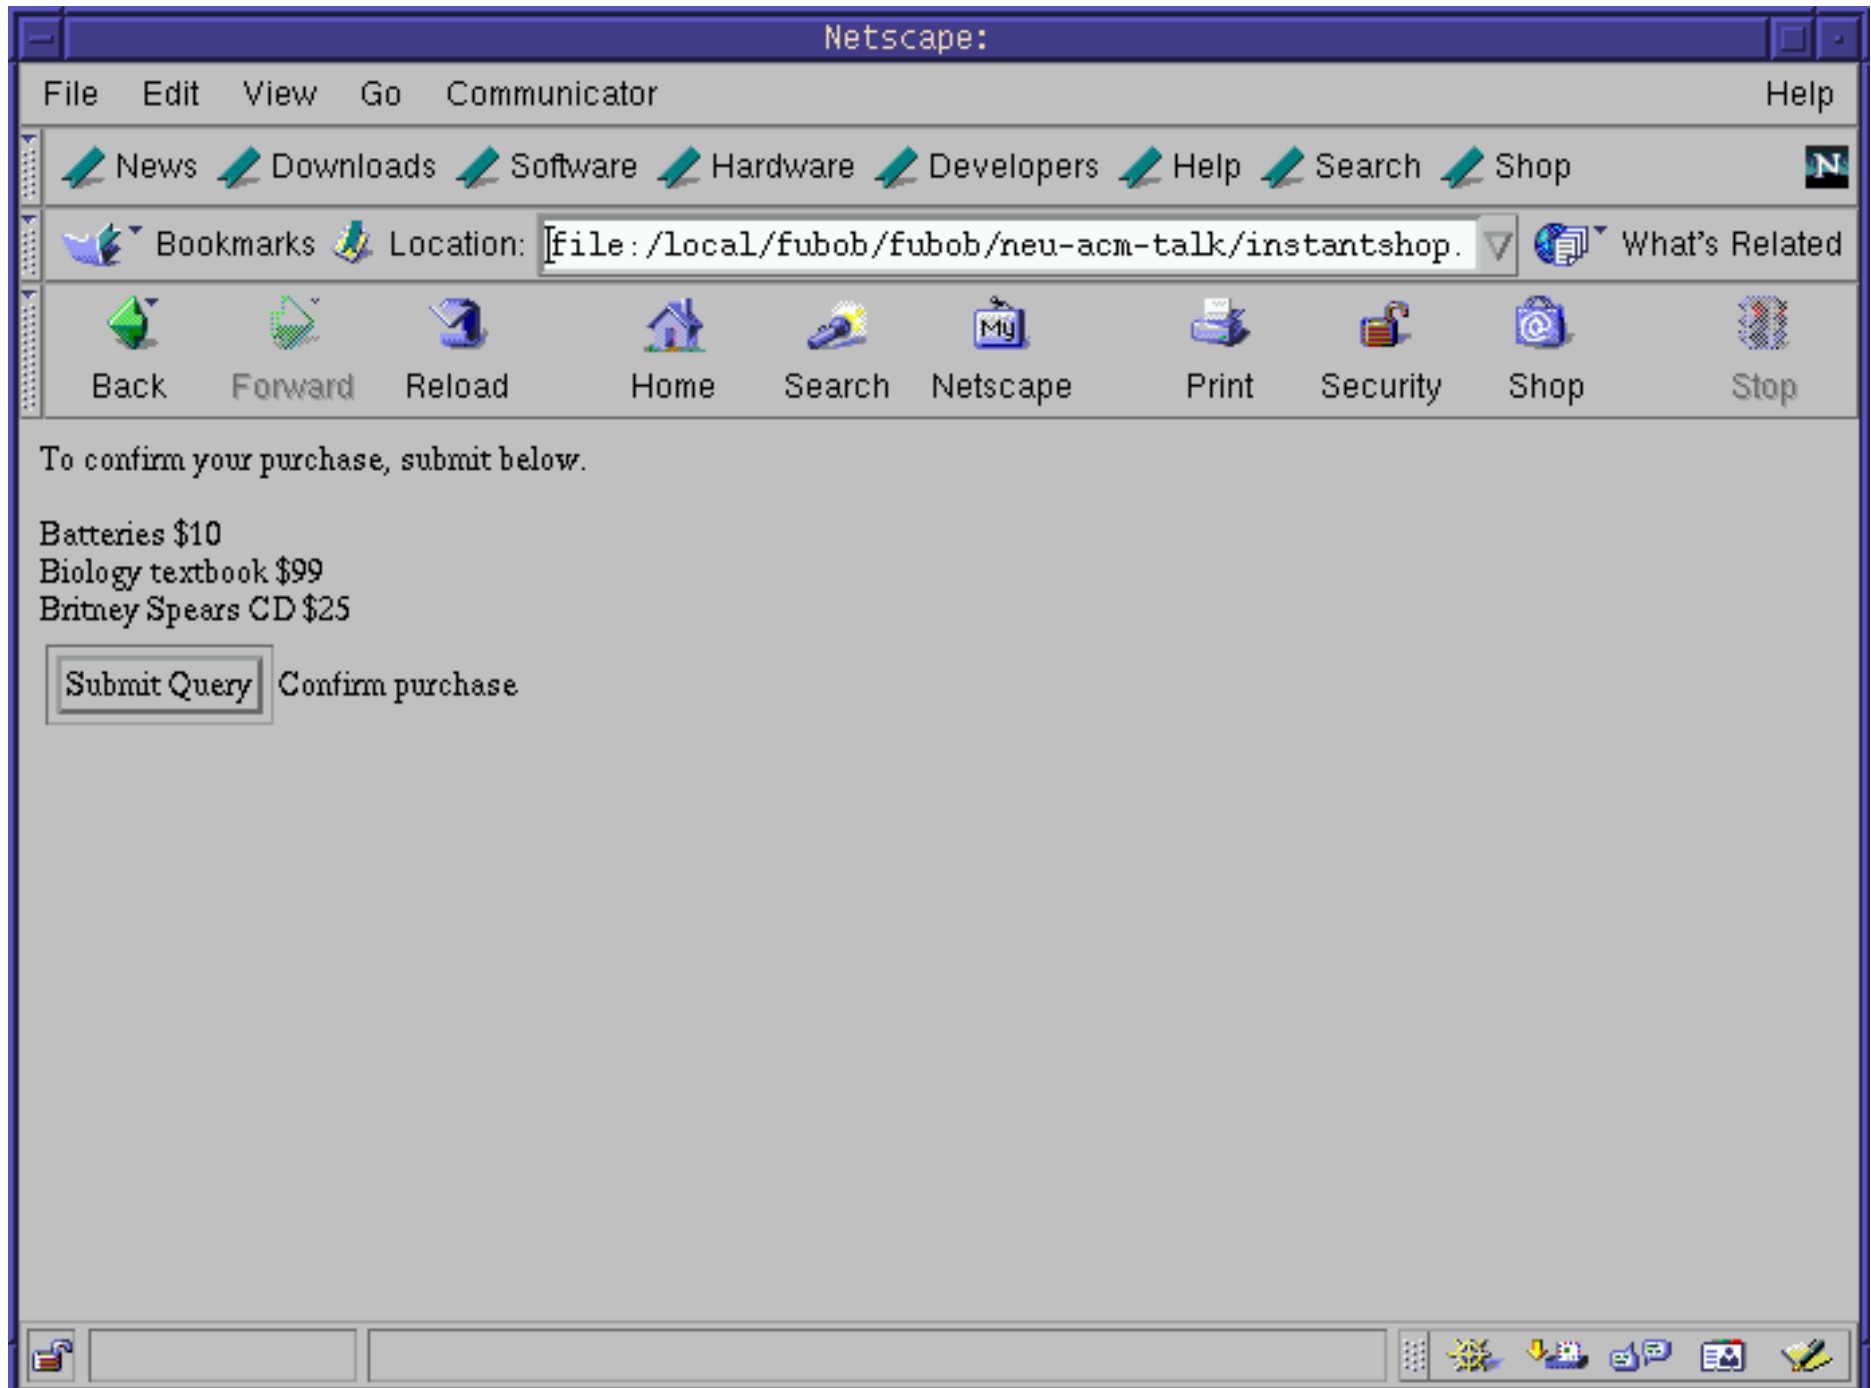 Netscape:
File Edit View Go Communicator Help
News Downloads Software Hardware Developers Help Search Shop N
Bookmarks Location: file:/local/fubob/fubob/neu-acm-talk/instantshop. What's Related
My
Back Forward Reload Home Search Netscape Print Security Shop Stop
To confirm your purchase, submit below.
Batteries $10
Biology textbook $99
Britney Spears CD $25
Submit Query Confirm purchase